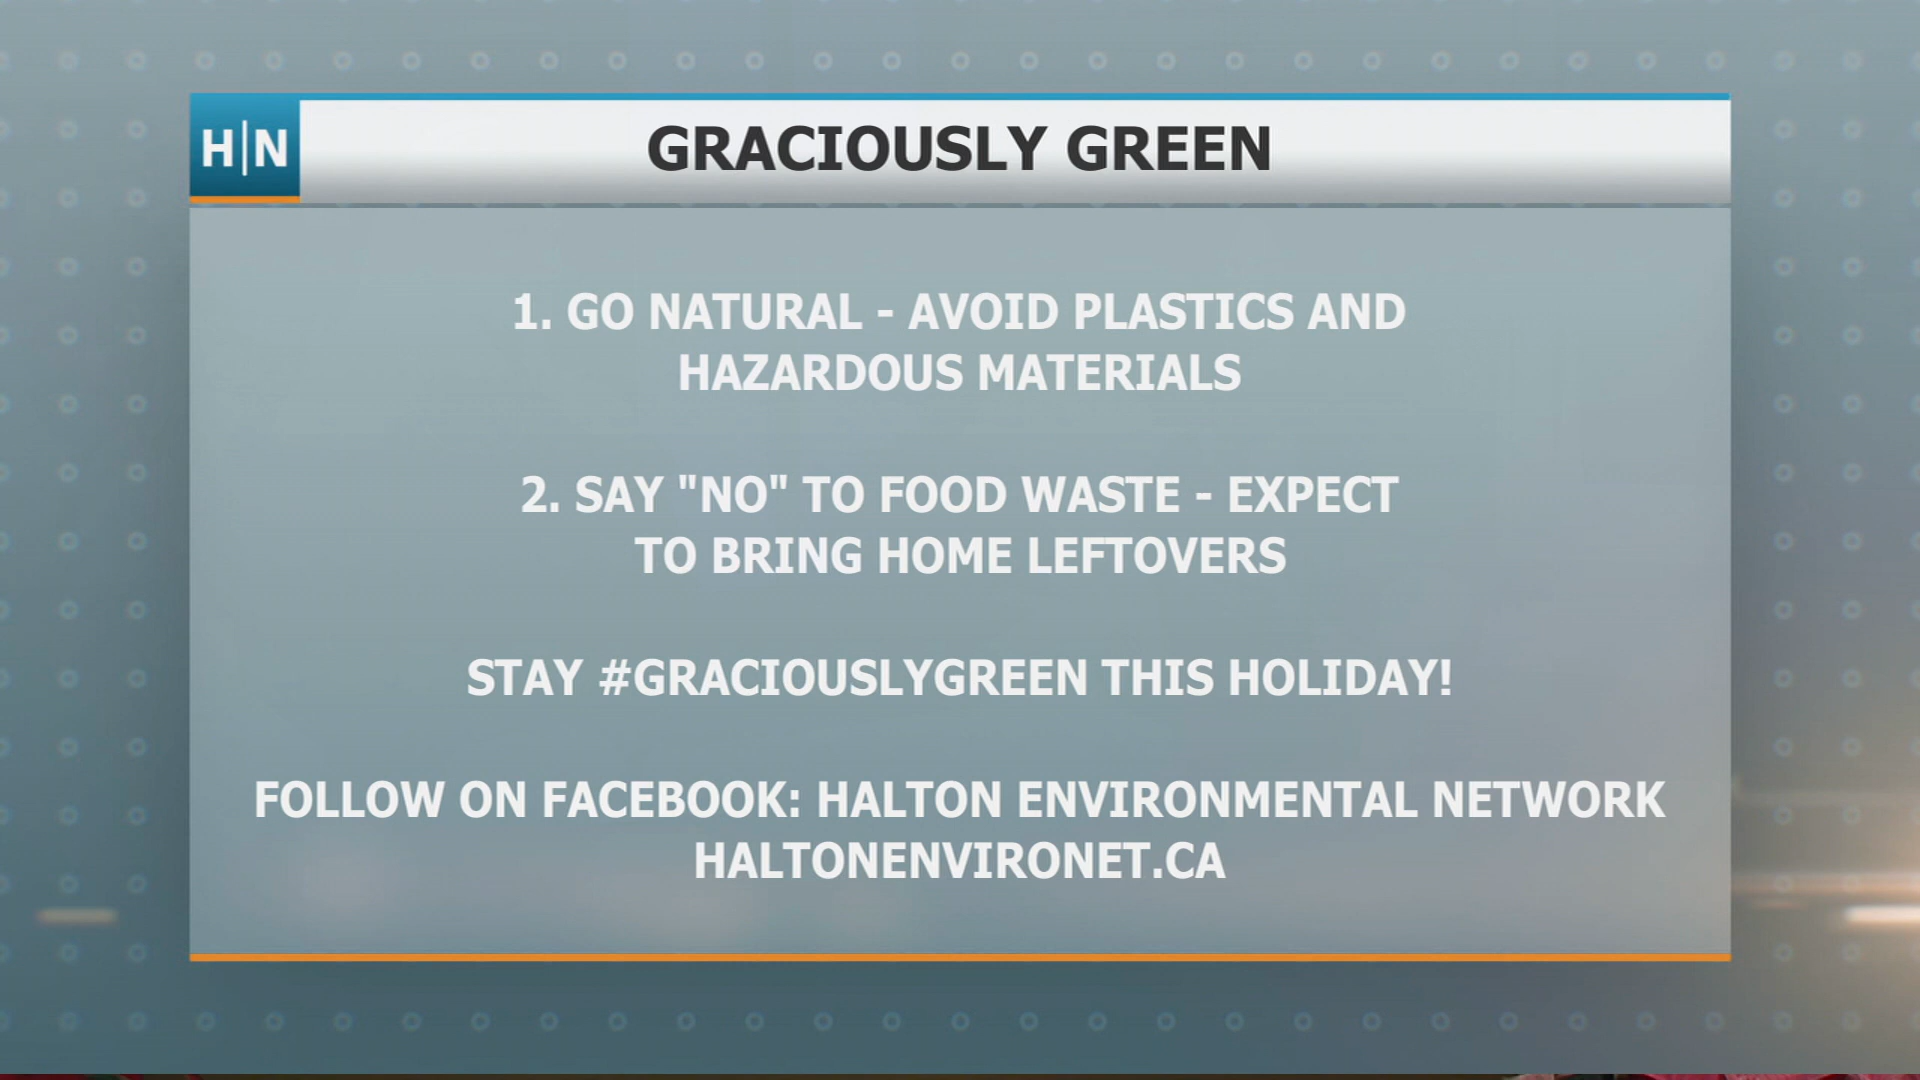 H|N
GRACIOUSLY GREEN
1. GO NATURAL - AVOID PLASTICS AND
HAZARDOUS MATERIALS
2. SAY "NO" TO FOOD WASTE - EXPECT
TO BRING HOME LEFTOVERS
STAY #GRACIOUSLYGREEN THIS HOLIDAY!
FOLLOW ON FACEBOOK: HALTON ENVIRONMENTAL NETWORK
HALTONENVIRONET.CA